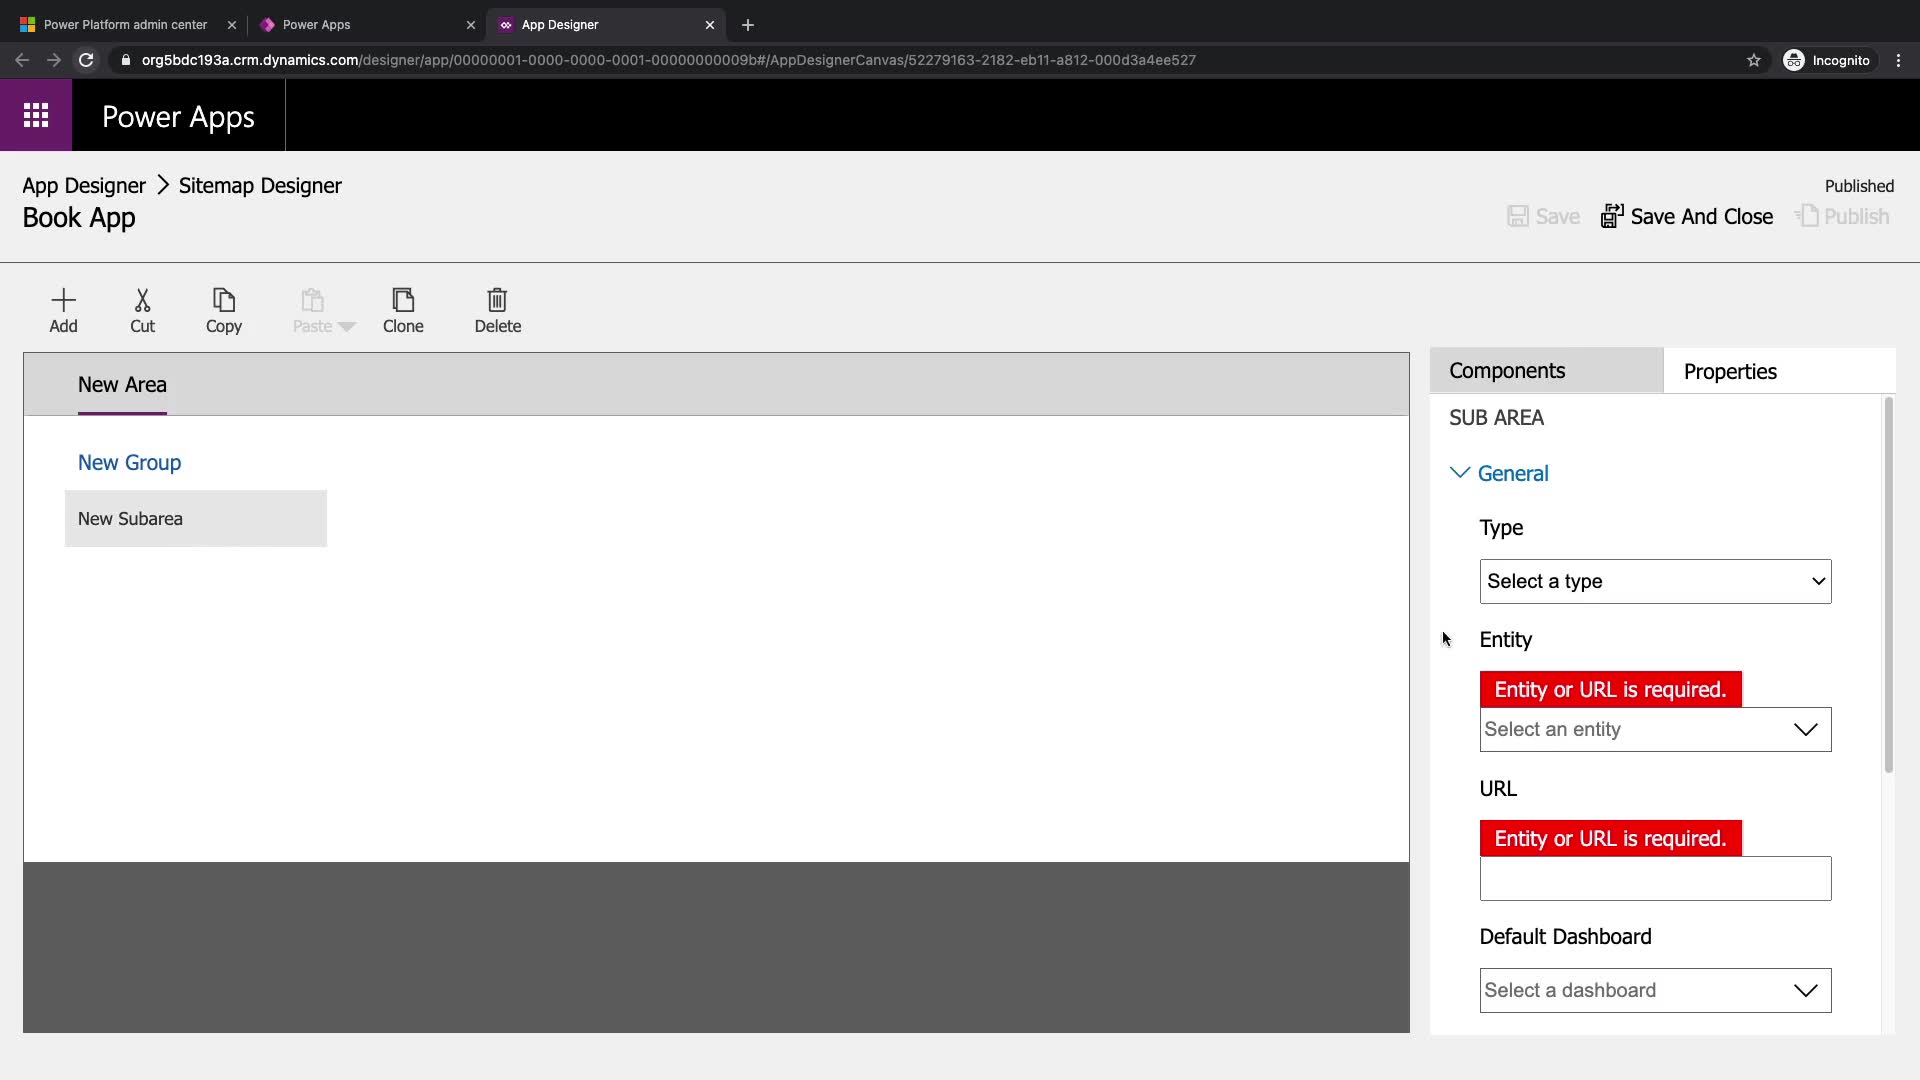 Power Platform admin center
Power Apps
App Designer
org5bdc193a.crm.dynamics.com/designer/app/00000001-0000-0000-0001-00000000009b#/AppDesignerCanvas/52279163-2182-eb11-a812-000d3a4ee527
Incognito
Power Apps
App Designer > Sitemap Designer
Book App
Published
Save
Save And Close
Publish
Add
Cut
Copy
Paste
Clone
Delete
New Area
New Group
New Subarea
Components
Properties
SUB AREA
General
Type
Select a type
Entity
Entity or URL is required.
Select an entity
URL
Entity or URL is required.
Default Dashboard
Select a dashboard